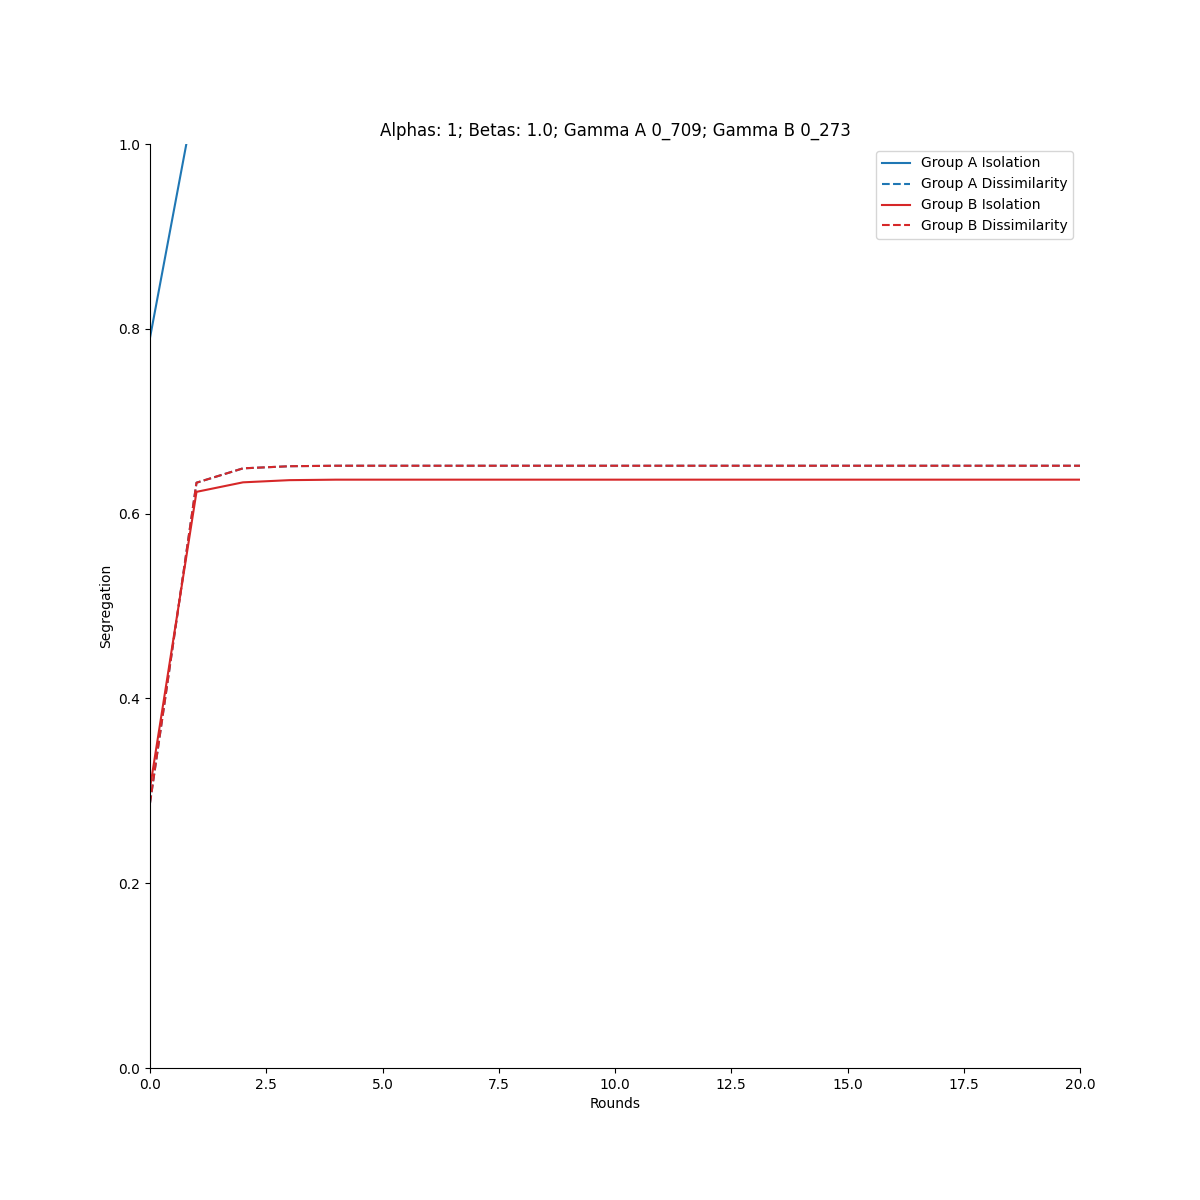 Alphas: 1; Betas: 1.0; Gamma A 0_709; Gamma B 0_273
Group A Isolation
Group A Dissimilarity
Group B Isolation
Group B Dissimilarity
1.0
0.8
0.6
0.4
0.2
0.0
Segregation
0.0 2.5 5.0 7.5 10.0 12.5 15.0 17.5 20.0
Rounds